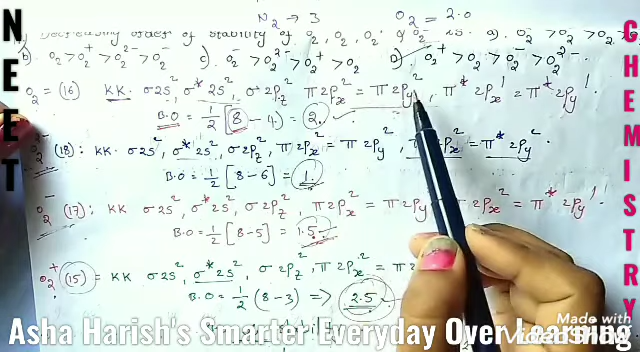 N₂ → 3 O₂ = 2.0
Decreasing order of stability of O₂, O₂, O₂ & O₂⁻ is. a). O₂⁻ > O₂
b). O₂ > O₂⁺ > O₂²⁻ > O₂⁻ c). O₂⁻ > O₂²⁻ > O₂⁺ > O₂ D) O₂⁺ > O₂ > O₂⁻ > O₂²⁻.
O₂ = (16) KK. σ2s², σ*2s², σ2Pz² π2Px² = π2Py², π*2Px¹ = π*2Py¹.
B.O = 1/2 [8 - 4) = 2.
(18): KK. σ2s², σ*2s², σ2Pz², π2Px² = π2Py², π*2Px² = π*2Py².
B.O = 1/2 [8-6] = 1.
O₂⁻ (17): KK σ2s², σ*2s², σ2Pz², π2Px² = π2Py² π*2Px² = π*2Py¹.
B.O = 1/2 [8-5] = 1.5
O₂⁺ (15) = KK σ2s², σ*2s², σ2Pz², π2Px² = π2
B.O = 1/2 (8-3) => 2.5
NEET
CHEMISTRY
Made with
VideoShow
Asha Harish's Smarter Everyday Over Learning